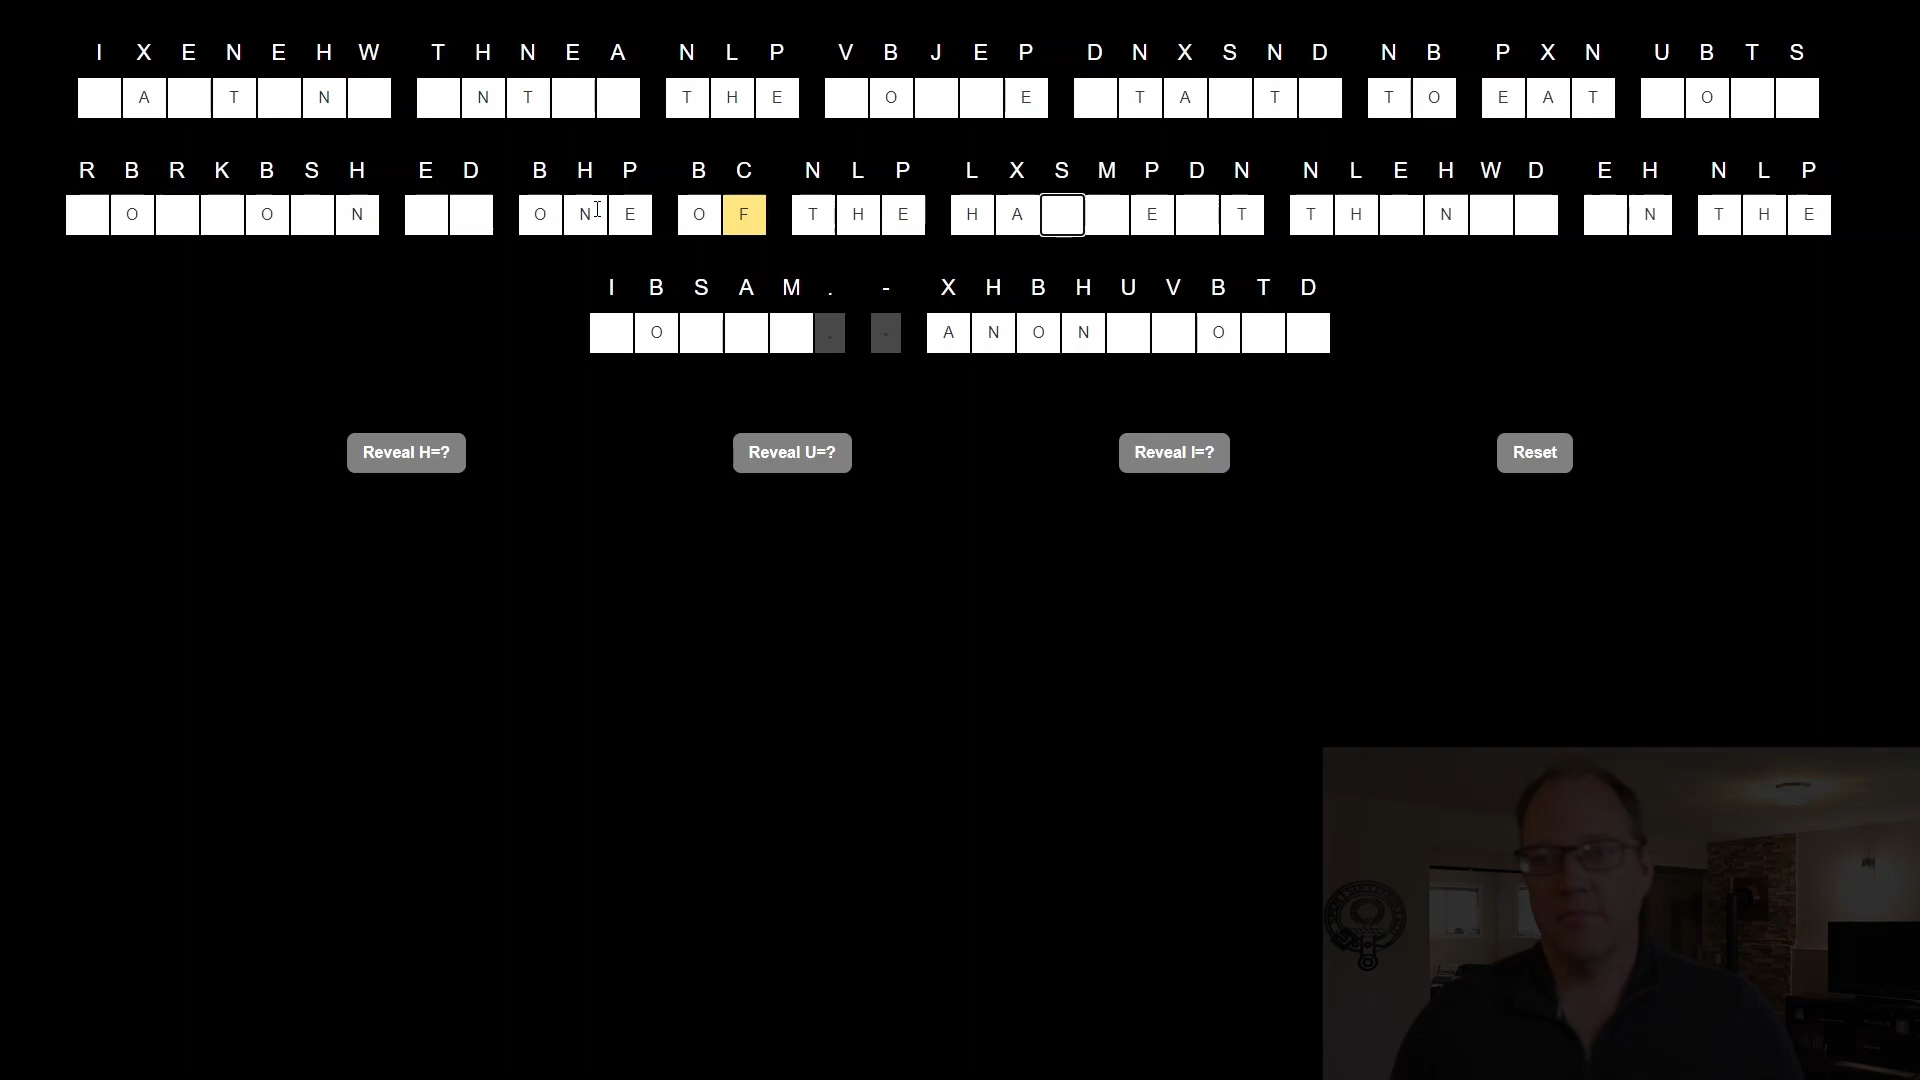 I X E N E H W T H N E A N L P V B J E P D N X S N D N B P X N U B T S
A T N N T T H E O E T A T T O E A T O
R B R K B S H E D B H P B C N L P L X S M P D N N L E H W D E H N L P
O O N O N E O F T H E H A E T T H N N T H E
I B S A M . - X H B H U V B T D
O . - A N O N O
Reveal H=? Reveal U=? Reveal I=? Reset